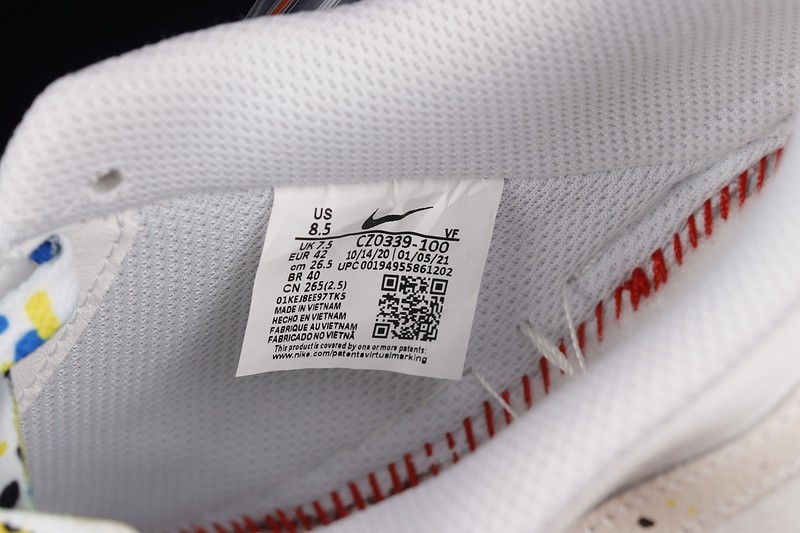 US
8.5
VF
UK 7.5
CZ0339-100
EUR 42
10/14/20 01/05/21
cm 26.5
UPC 00194955861202
BR 40
CN 265(2.5)
01KEJBEE97TK5
MADE IN VIETNAM
HECHO EN VIETNAM
FABRIQUE AU VIETNAM
FABRICADO NO VIETNÃ
This product is covered by one or more patents:
www.nike.com/patentsvirtualmarking